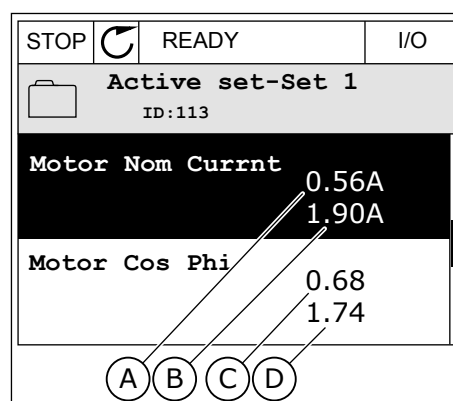 STOP READY I/O
Active set-Set 1
ID:113
Motor Nom Currnt
0.56A
1.90A
Motor Cos Phi
0.68
1.74
A B C D